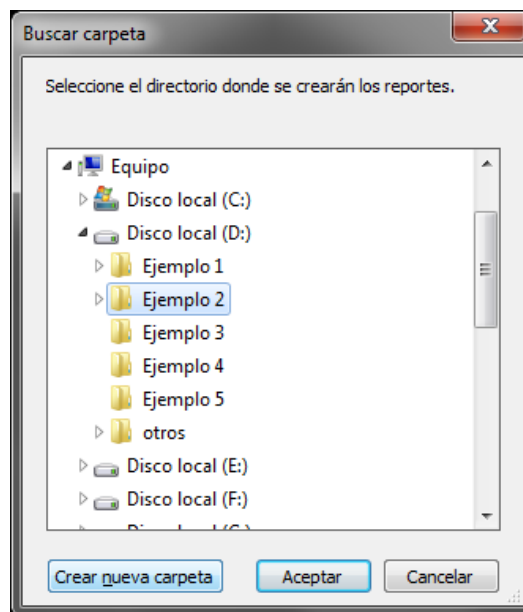 Buscar carpeta
Seleccione el directorio donde se crearán los reportes.
Equipo
Disco local (C:)
Disco local (D:)
Ejemplo 1
Ejemplo 2
Ejemplo 3
Ejemplo 4
Ejemplo 5
otros
Disco local (E:)
Disco local (F:)
Crear nueva carpeta Aceptar Cancelar